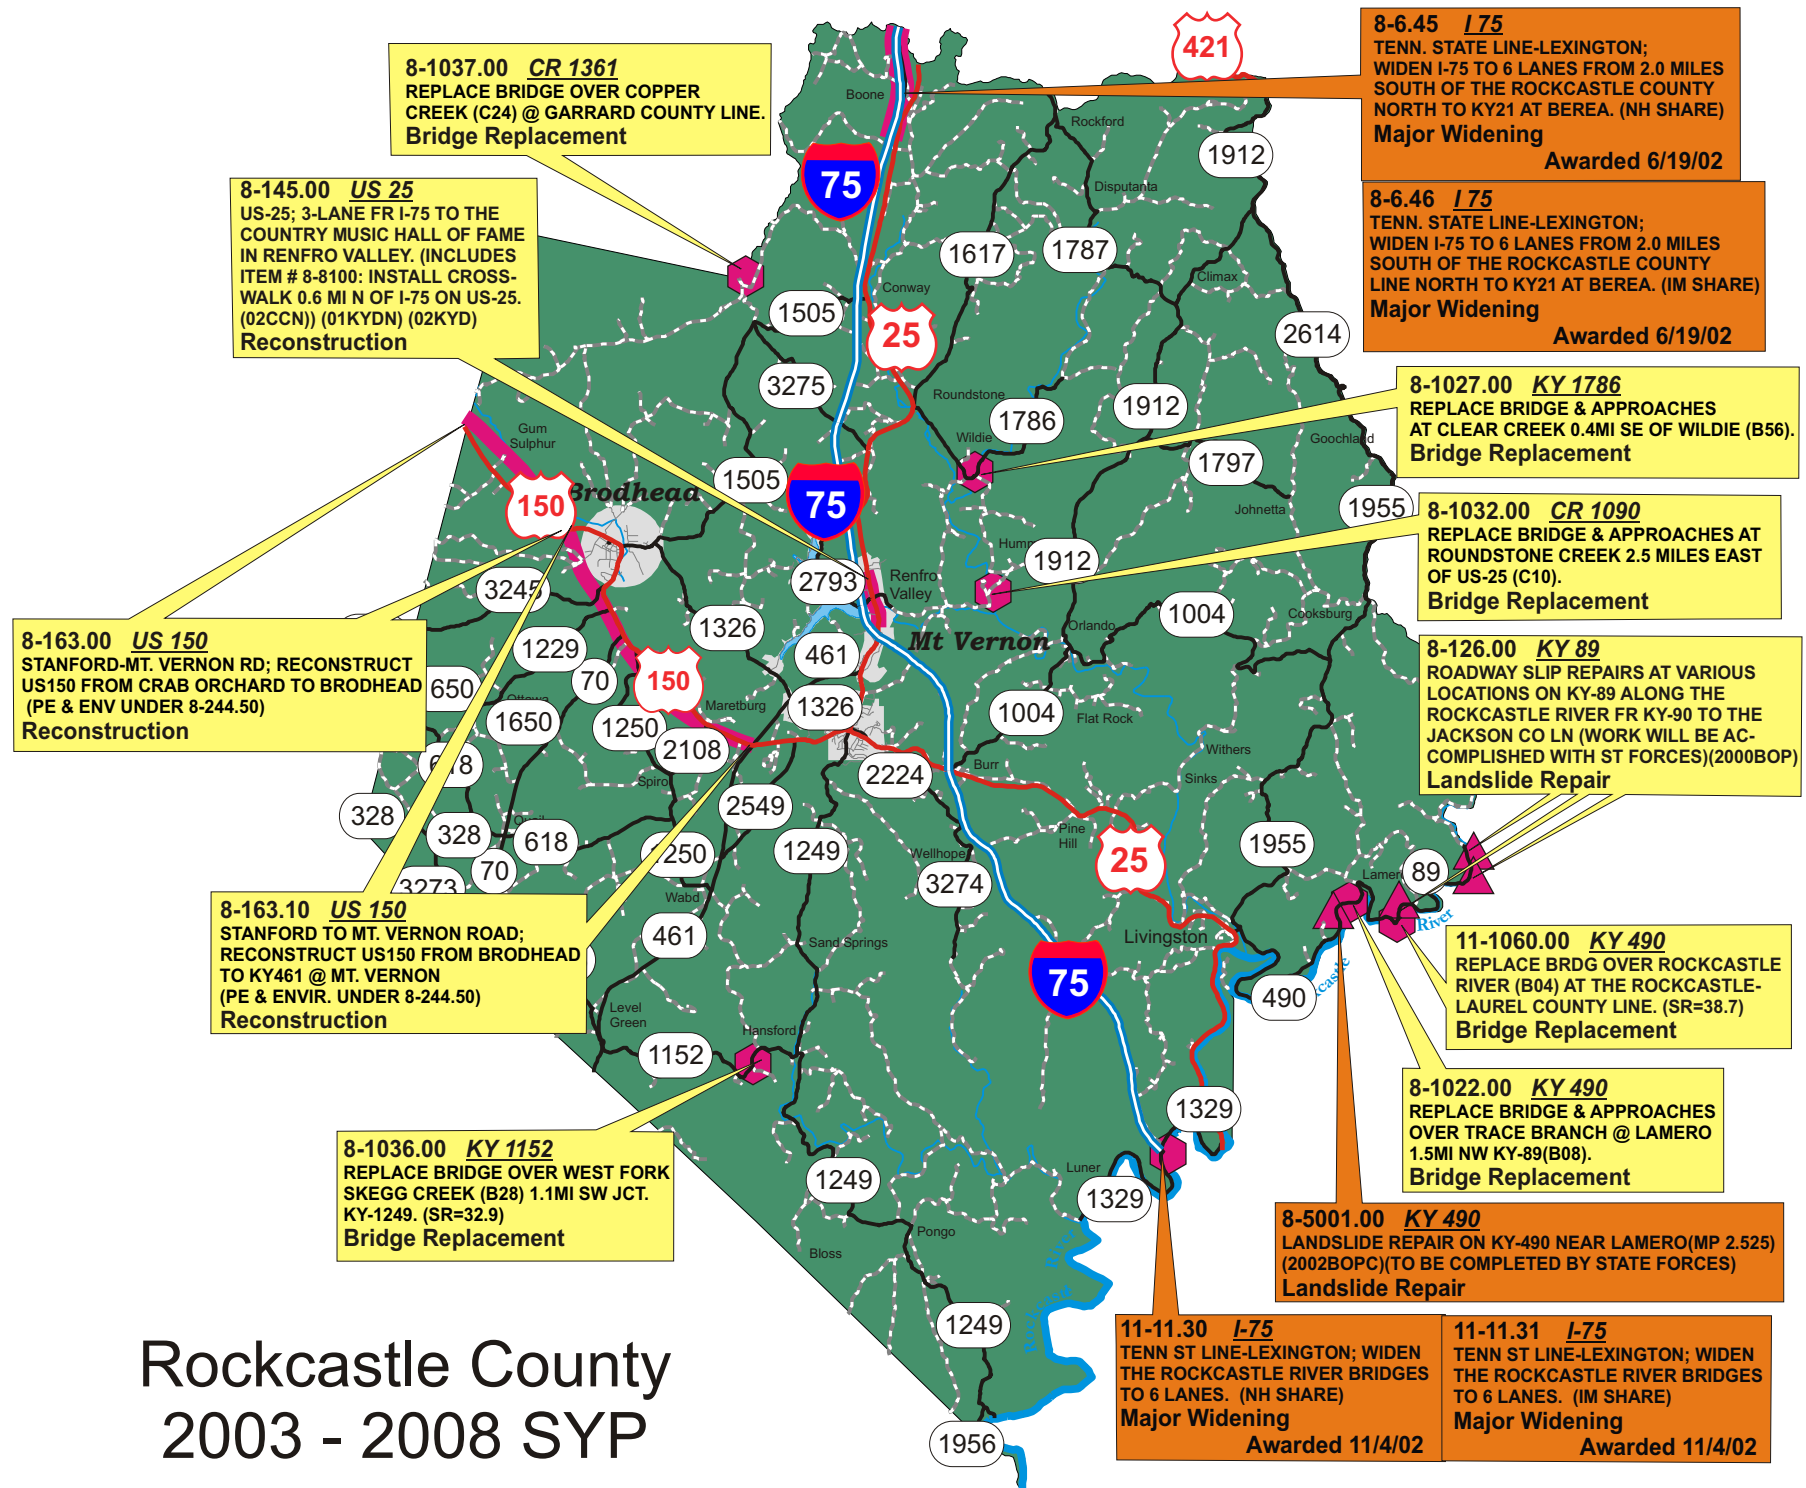 8-1037.00 CR 1361
REPLACE BRIDGE OVER COPPER
CREEK (C24) @ GARRARD COUNTY LINE.
Bridge Replacement
8-145.00 US 25
US-25; 3-LANE FR I-75 TO THE
COUNTRY MUSIC HALL OF FAME
IN RENFRO VALLEY. (INCLUDES
ITEM # 8-8100: INSTALL CROSS-
WALK 0.6 MI N OF I-75 ON US-25.
(02CCN)) (01KYDN) (02KYD)
Reconstruction
8-163.00 US 150
STANFORD-MT. VERNON RD; RECONSTRUCT
US150 FROM CRAB ORCHARD TO BRODHEAD
(PE & ENV UNDER 8-244.50)
Reconstruction
8-163.10 US 150
STANFORD TO MT. VERNON ROAD;
RECONSTRUCT US150 FROM BRODHEAD
TO KY461 @ MT. VERNON
(PE & ENVIR. UNDER 8-244.50)
Reconstruction
8-1036.00 KY 1152
REPLACE BRIDGE OVER WEST FORK
SKEGG CREEK (B28) 1.1MI SW JCT.
KY-1249. (SR=32.9)
Bridge Replacement
8-6.45 I 75
TENN. STATE LINE-LEXINGTON;
WIDEN I-75 TO 6 LANES FROM 2.0 MILES
SOUTH OF THE ROCKCASTLE COUNTY
NORTH TO KY21 AT BEREA. (NH SHARE)
Major Widening
Awarded 6/19/02
8-6.46 I 75
TENN. STATE LINE-LEXINGTON;
WIDEN I-75 TO 6 LANES FROM 2.0 MILES
SOUTH OF THE ROCKCASTLE COUNTY
LINE NORTH TO KY21 AT BEREA. (IM SHARE)
Major Widening
Awarded 6/19/02
8-1027.00 KY 1786
REPLACE BRIDGE & APPROACHES
AT CLEAR CREEK 0.4MI SE OF WILDIE (B56).
Bridge Replacement
8-1032.00 CR 1090
REPLACE BRIDGE & APPROACHES AT
ROUNDSTONE CREEK 2.5 MILES EAST
OF US-25 (C10).
Bridge Replacement
8-126.00 KY 89
ROADWAY SLIP REPAIRS AT VARIOUS
LOCATIONS ON KY-89 ALONG THE
ROCKCASTLE RIVER FR KY-90 TO THE
JACKSON CO LN (WORK WILL BE AC-
COMPLISHED WITH ST FORCES)(2000BOP)
Landslide Repair
11-1060.00 KY 490
REPLACE BRDG OVER ROCKCASTLE
RIVER (B04) AT THE ROCKCASTLE-
LAUREL COUNTY LINE. (SR=38.7)
Bridge Replacement
8-1022.00 KY 490
REPLACE BRIDGE & APPROACHES
OVER TRACE BRANCH @ LAMERO
1.5MI NW KY-89(B08).
Bridge Replacement
8-5001.00 KY 490
LANDSLIDE REPAIR ON KY-490 NEAR LAMERO(MP 2.525)
(2002BOPC)(TO BE COMPLETED BY STATE FORCES)
Landslide Repair
11-11.30 I-75
TENN ST LINE-LEXINGTON; WIDEN
THE ROCKCASTLE RIVER BRIDGES
TO 6 LANES. (NH SHARE)
Major Widening
Awarded 11/4/02
11-11.31 I-75
TENN ST LINE-LEXINGTON; WIDEN
THE ROCKCASTLE RIVER BRIDGES
TO 6 LANES. (IM SHARE)
Major Widening
Awarded 11/4/02
421
Boone
Rockford
1912
75
Disputanta
1617
1787
Climax
Conway
1505
25
2614
3275
Roundstone
1786
1912
Gum
Sulphur
Wildie
Goochland
1797
1505
75
150
Brodhead
Johnetta
1955
1912
2793
Renfro
Valley
3245
1004
Cooksburg
1326
Orlando
Mt Vernon
461
1229
70
150
650
Maretburg
1326
1004
Flat Rock
1650
1250
2108
Withers
Burr
2224
Sinks
Spiro
2549
328
328
618
70
1249
Pine
Hill
25
1955
Wellhope
3274
89
3273
Wabd
461
Sand Springs
Livingston
River
75
490
Level
Green
Hansford
1152
1329
Luner
1329
1249
Pongo
Bloss
River
1249
1956
Rockcastle County
2003 - 2008 SYP